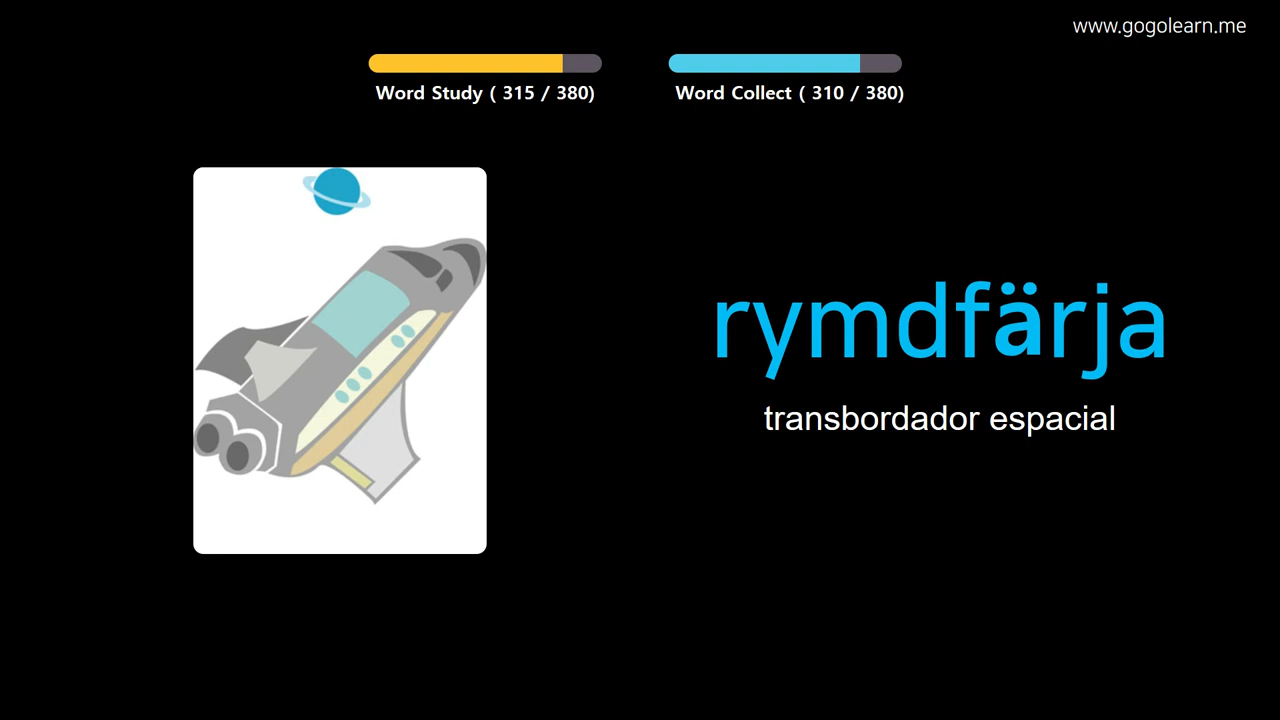 www.gogolearn.me
Word Study ( 315 / 380)
Word Collect ( 310 / 380)
rymdfärja
transbordador espacial